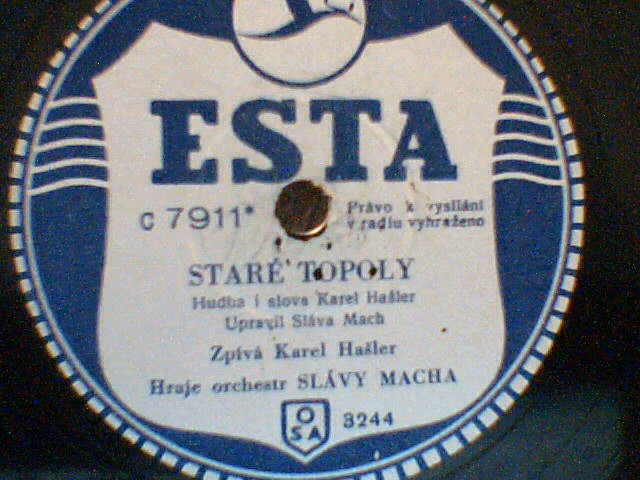 ESTA
C 7911*
Právo k vysílání
v radiu vyhraženo
STARÉ TOPOLY
Hudba i slova Karel Hašler
Upravil Sláva Mach
Zpívá Karel Hašler
Hraje orchestr SLÁVY MACHA
OSA
3244